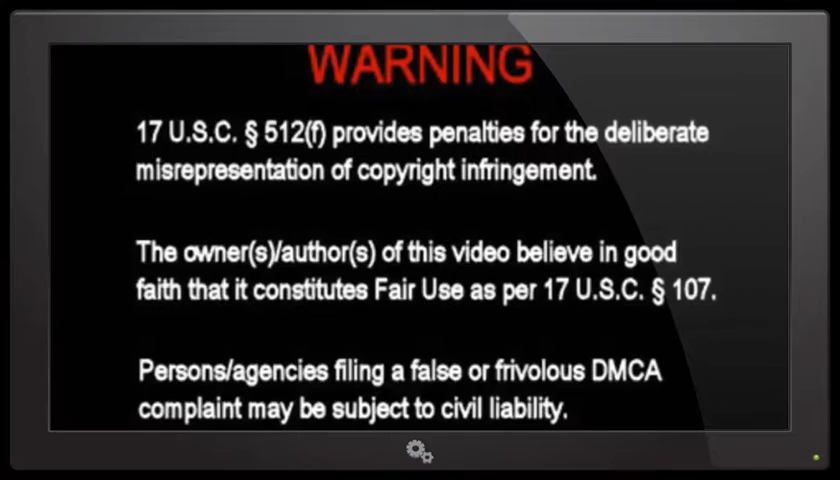 WARNING
17 U.S.C. § 512(f) provides penalties for the deliberate
misrepresentation of copyright infringement.
The owner(s)/author(s) of this video believe in good
faith that it constitutes Fair Use as per 17 U.S.C. § 107.
Persons/agencies filing a false or frivolous DMCA
complaint may be subject to civil liability.